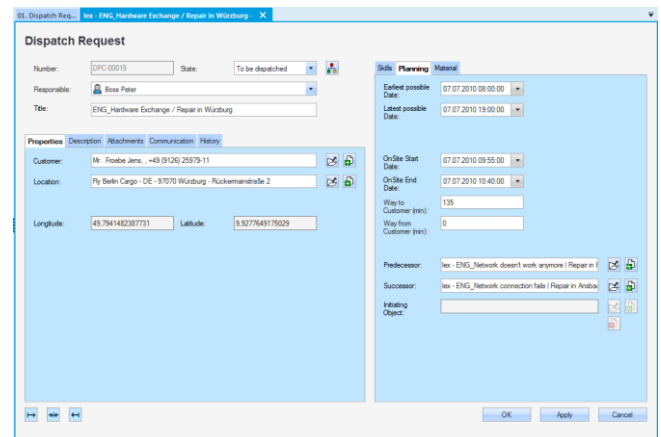 01. Dispatch Req... lex - ENG_Hardware Exchange / Repair in Würzburg - X
Dispatch Request
Number: DPC-00015 State: To be dispatched
Responsible: Boss Peter
Title: ENG_Hardware Exchange / Repair in Würzburg
Properties Description Attachments Communication History
Customer: Mr. Froebe Jens, , +49 (9126) 25979-11
Location: Fly Berlin Cargo - DE - 97070 Würzburg - Rückermainstraße 2
Longitude: 49,7941482387731 Latitude: 9,9277649175029
Skills Planning Material
Earliest possible Date: 07.07.2010 08:00:00
Latest possible Date: 07.07.2010 19:00:00
OnSite Start Date: 07.07.2010 09:55:00
OnSite End Date: 07.07.2010 10:40:00
Way to Customer (min): 135
Way from Customer (min): 0
Predecessor: lex - ENG_Network doesn't work anymore | Repair in
Successor: lex - ENG_Network connection fails | Repair in Ansba
Initiating Object:
OK Apply Cancel